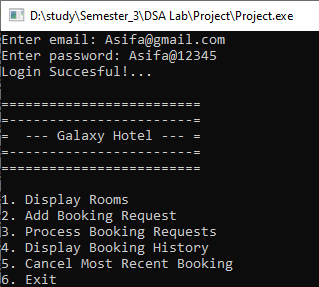 D:\study\Semester_3\DSA Lab\Project\Project.exe
Enter email: Asifa@gmail.com
Enter password: Asifa@12345
Login Succesful!...
=========================
=-----------------------=
=  --- Galaxy Hotel --- =
=-----------------------=
=========================
1. Display Rooms
2. Add Booking Request
3. Process Booking Requests
4. Display Booking History
5. Cancel Most Recent Booking
6. Exit